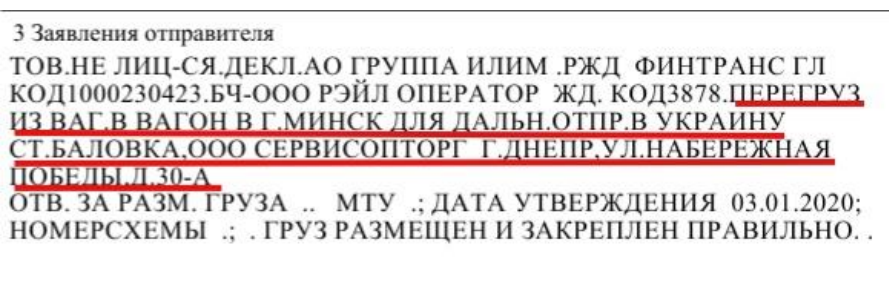 3 Заявления отправителя
ТОВ.НЕ ЛИЦ-СЯ.ДЕКЛ.АО ГРУППА ИЛИМ .РЖД ФИНТРАНС ГЛ
КОД1000230423.БЧ-ООО РЭЙЛ ОПЕРАТОР ЖД. КОД3878.ПЕРЕГРУЗ
ИЗ ВАГ.В ВАГОН В Г.МИНСК ДЛЯ ДАЛЬН.ОТПР.В УКРАИНУ
СТ.БАЛОВКА,ООО СЕРВИСОПТОРГ Г.ДНЕПР,УЛ.НАБЕРЕЖНАЯ
ПОБЕДЫ,Д.30-А
ОТВ. ЗА РАЗМ. ГРУЗА .. МТУ .; ДАТА УТВЕРЖДЕНИЯ 03.01.2020;
НОМЕРСХЕМЫ .; . ГРУЗ РАЗМЕЩЕН И ЗАКРЕПЛЕН ПРАВИЛЬНО. .